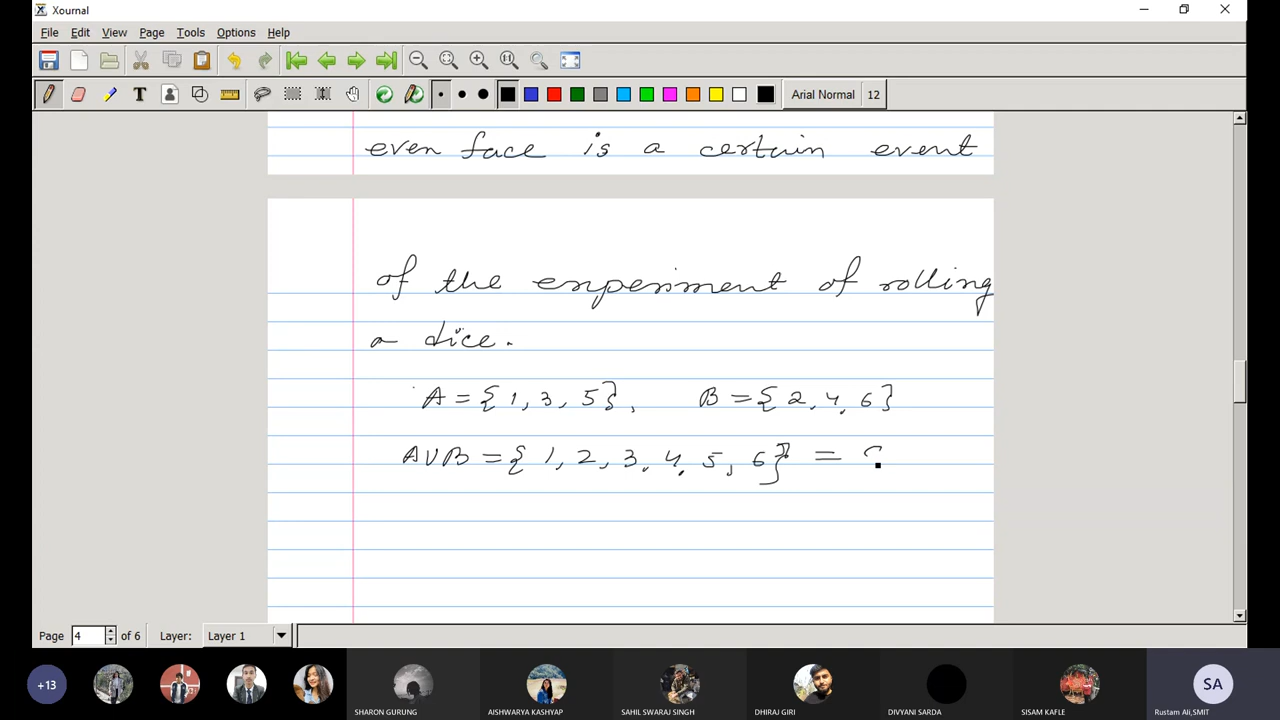 Xournal
File Edit View Page Tools Options Help
Arial Normal 12
even face is a certain event
of the experiment of rolling
a dice.
A = {1, 3, 5}, B = {2, 4, 6}
A∪B = {1, 2, 3, 4, 5, 6} =
Page 4 of 6 Layer: Layer 1
+13
SA
SHARON GURUNG AISHWARYA KASHYAP SAHIL SWARAJ SINGH DHIRAJ GIRI DIVYANI SARDA SISAM KAFLE Rustam Ali,SMIT